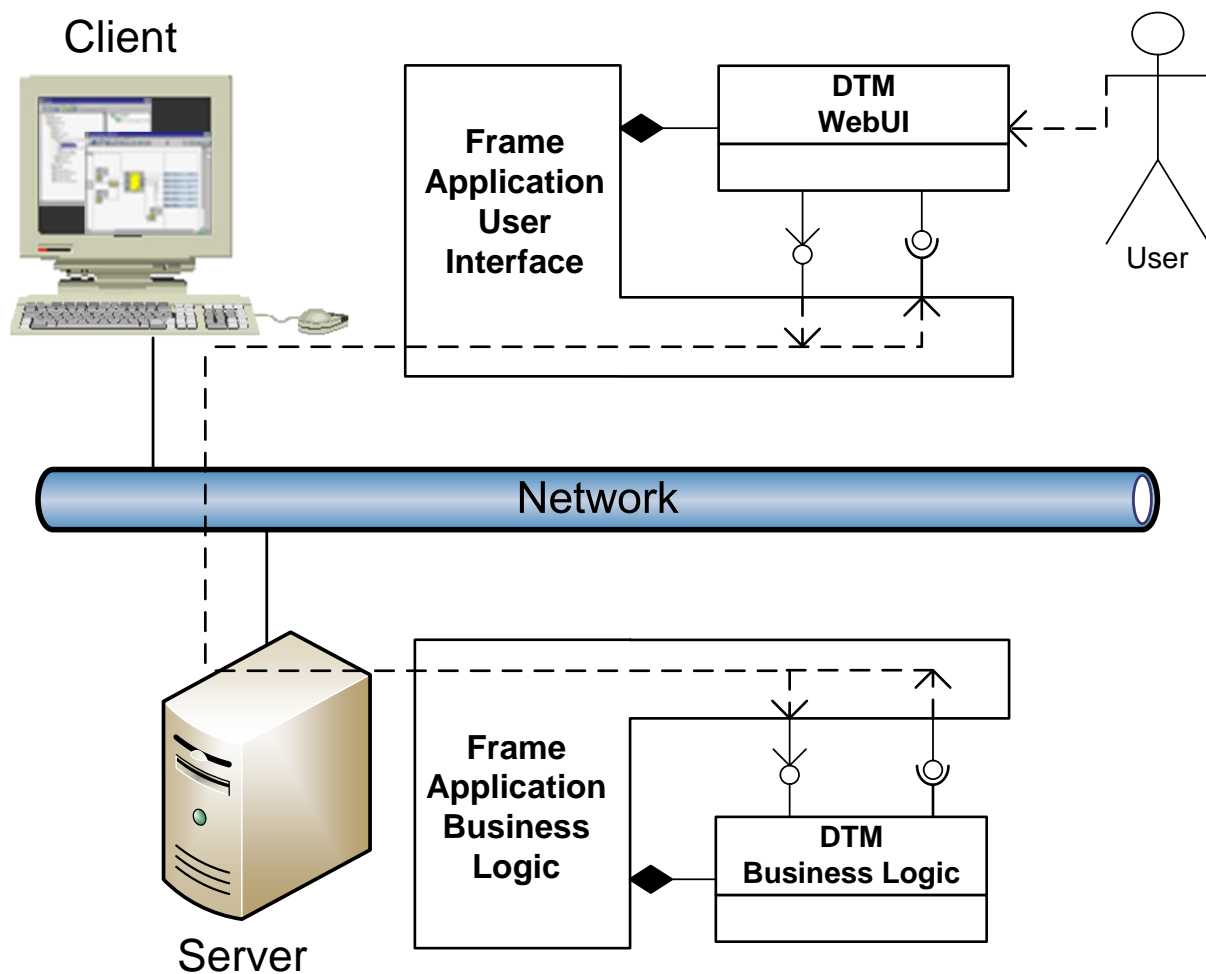 Client
DTM
WebUI
Frame
Application
User
Interface
User
Network
Frame
Application
Business
Logic
DTM
Business Logic
Server